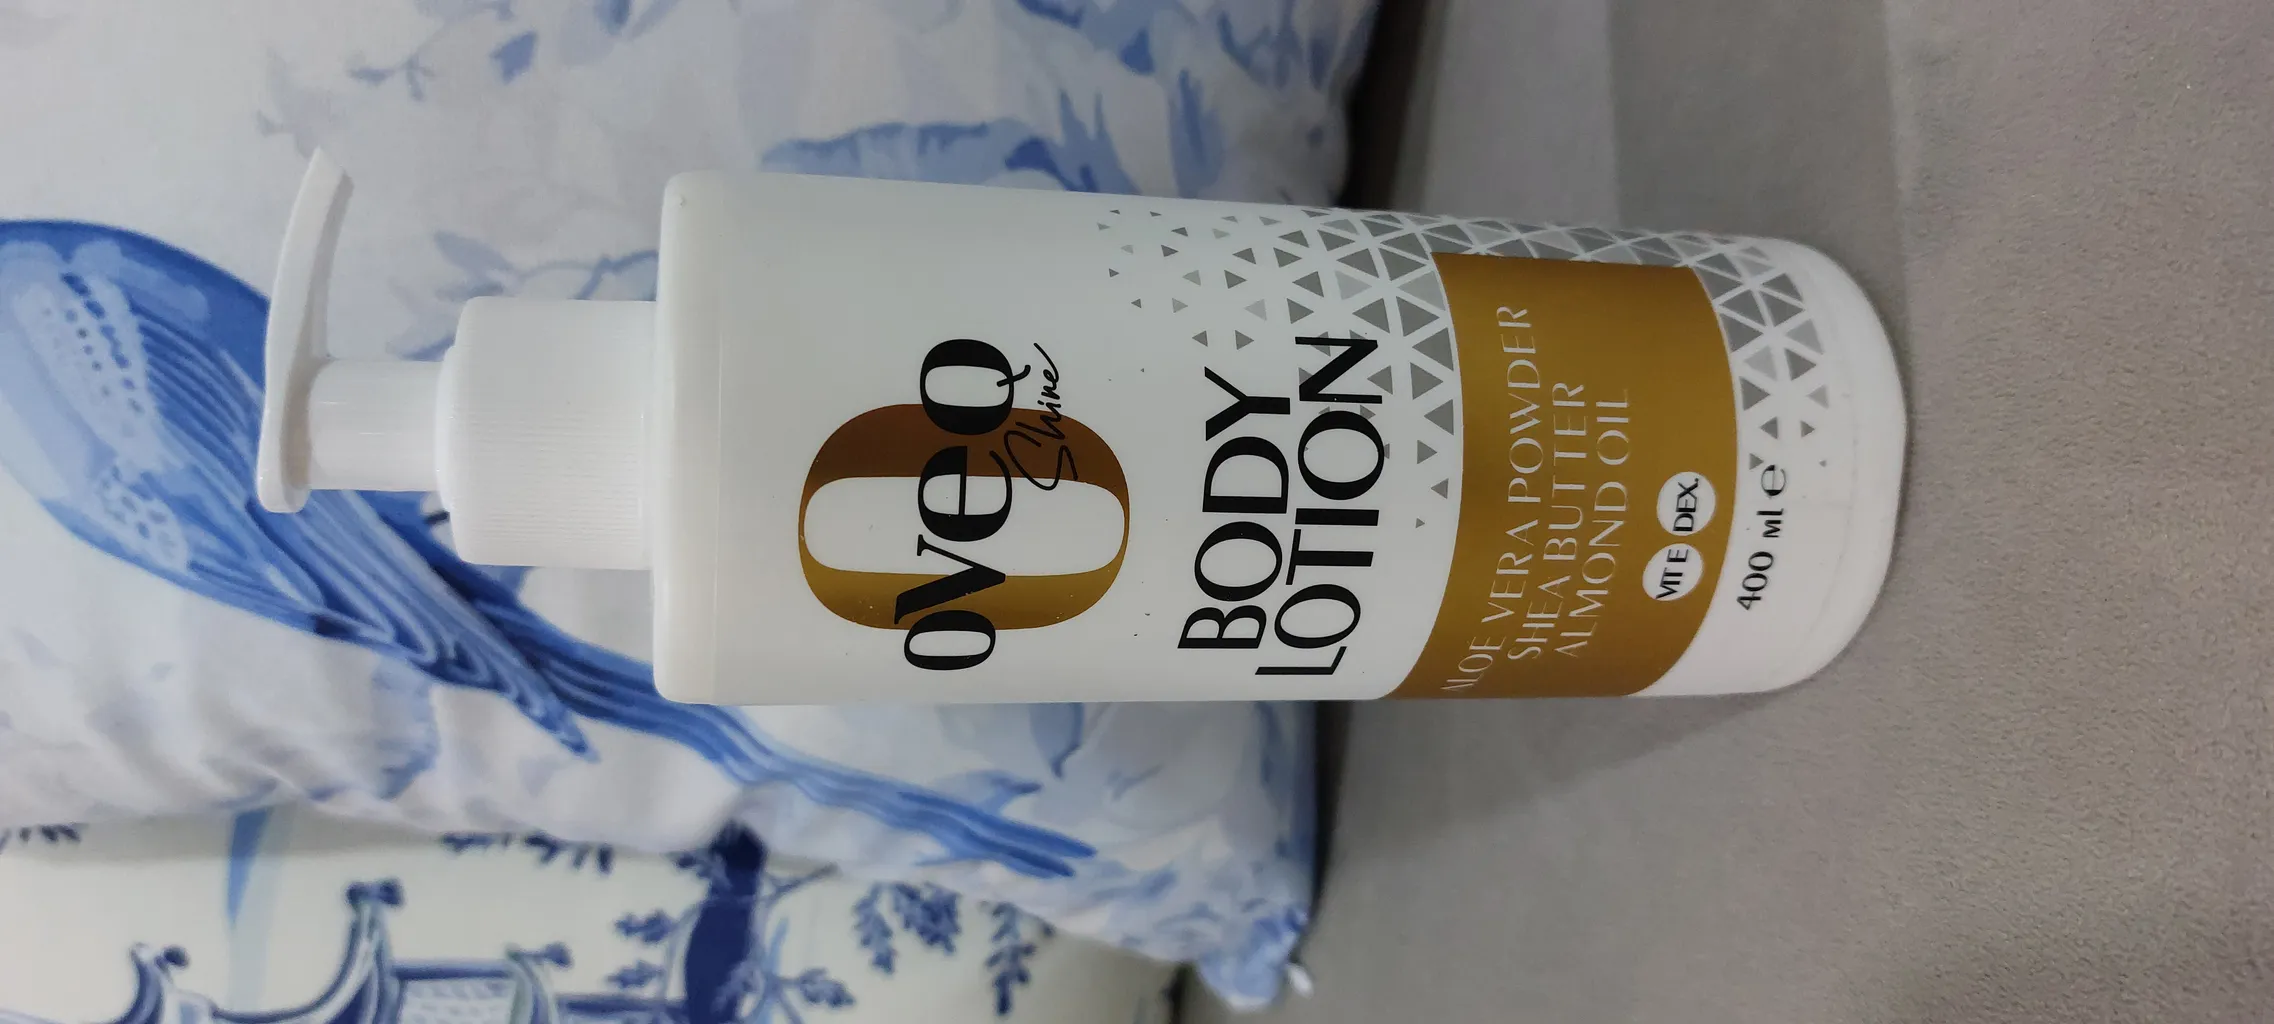 oveQ
Shine
BODY
LOTION
ALOE VERA POWDER
SHEA BUTTER
ALMOND OIL
VIT E DEX.
400 ml e